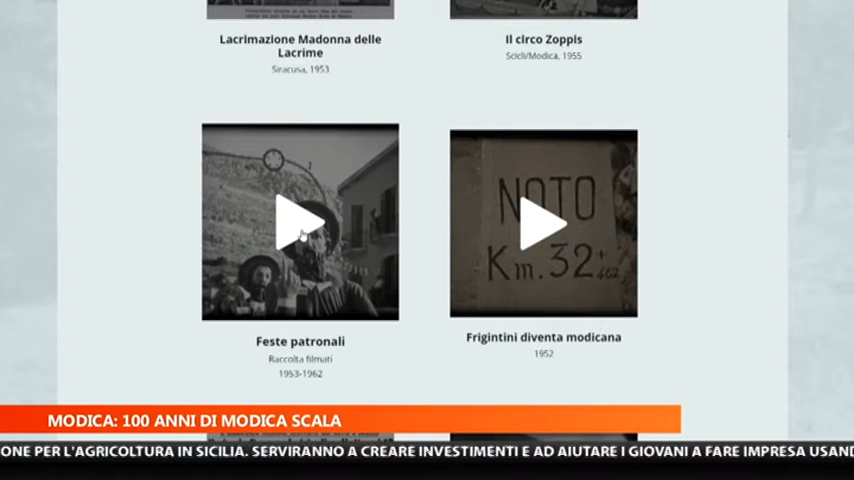 Lacrimazione Madonna delle
Lacrime
Siracusa, 1953
Il circo Zoppis
Scicli/Modica, 1955
NOTO
Km. 32
Feste patronali
Raccolta filmati
1953-1962
Frigintini diventa modicana
1952
MODICA: 100 ANNI DI MODICA SCALA
ONE PER L'AGRICOLTURA IN SICILIA. SERVIRANNO A CREARE INVESTIMENTI E AD AIUTARE I GIOVANI A FARE IMPRESA USAND